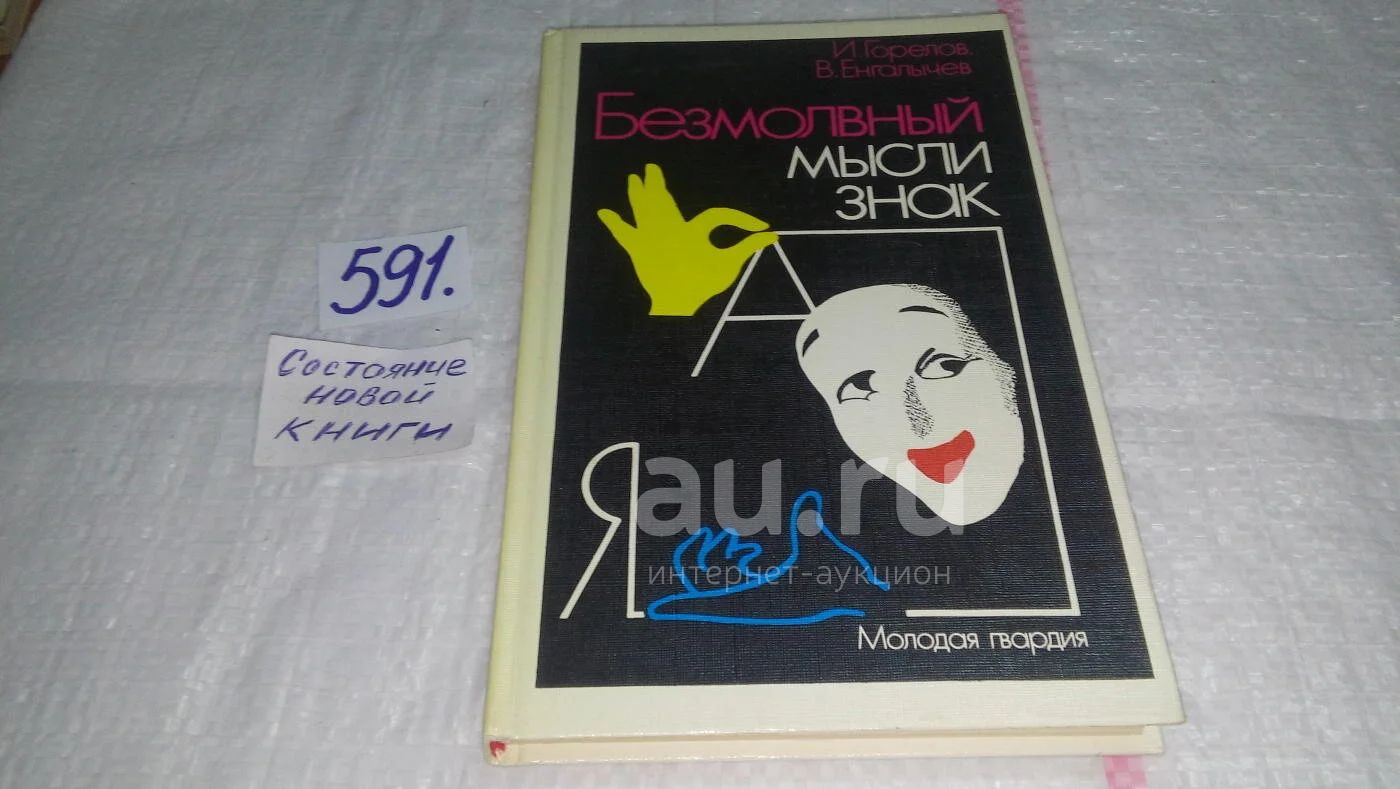 И. Горелов.
В. Енгалычев
Безмолвный
мысли
знак
А
Я
Молодая гвардия
591.
Состояние
новой
книги
au.ru
интернет-аукцион